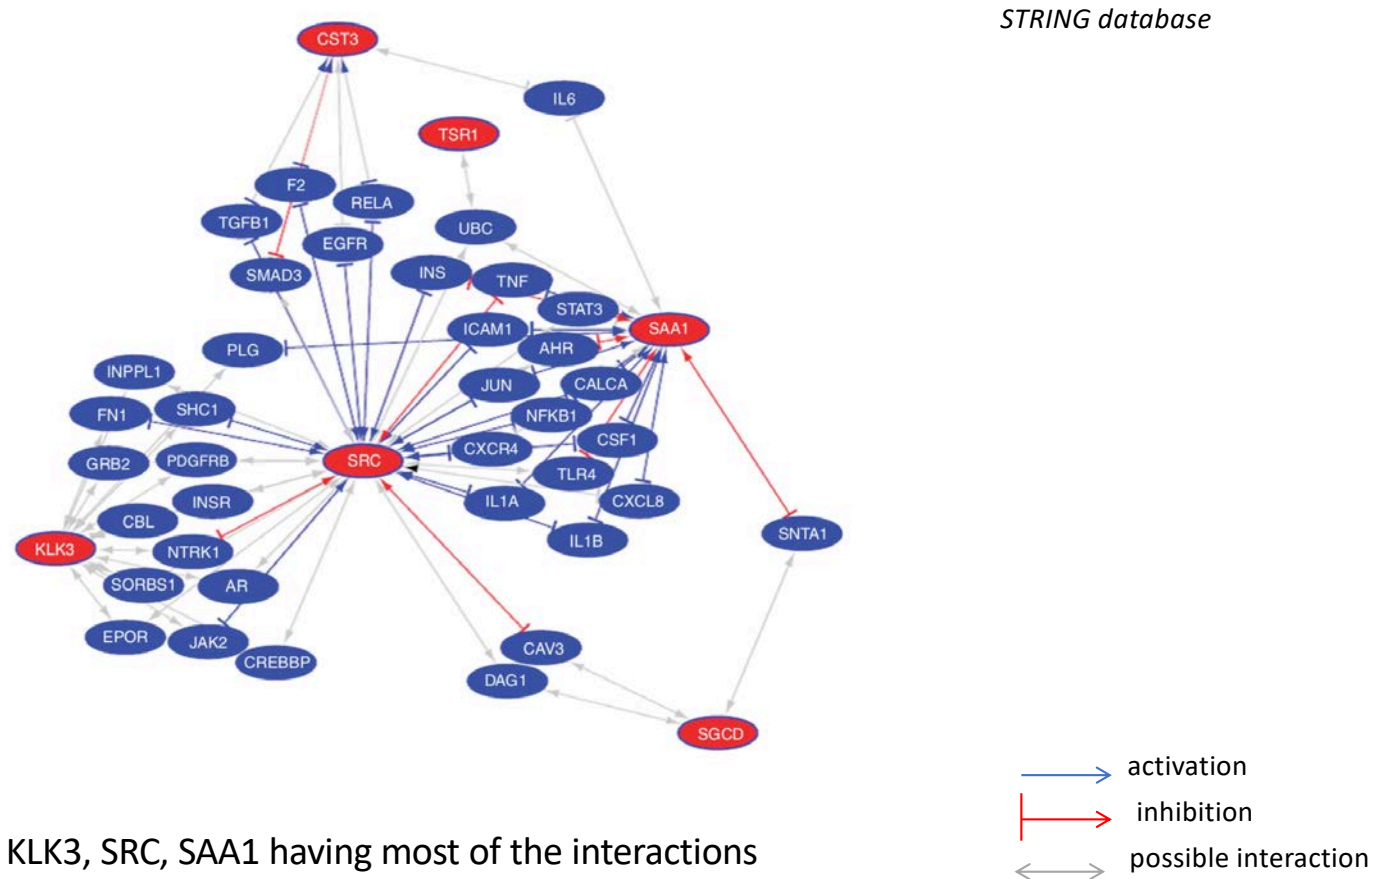 STRING database
CST3
IL6
TSR1
F2
RELA
TGFB1
UBC
EGFR
SMAD3
INS
TNF
STAT3
ICAM1
SAA1
PLG
AHR
INPPL1
JUN
CALCA
FN1
SHC1
NFKB1
CSF1
CXCR4
GRB2
PDGFRB
SRC
TLR4
INSR
IL1A
CXCL8
CBL
SNTA1
IL1B
KLK3
NTRK1
SORBS1
AR
EPOR
JAK2
CAV3
CREBBP
DAG1
SGCD
activation
inhibition
KLK3, SRC, SAA1 having most of the interactions
possible interaction